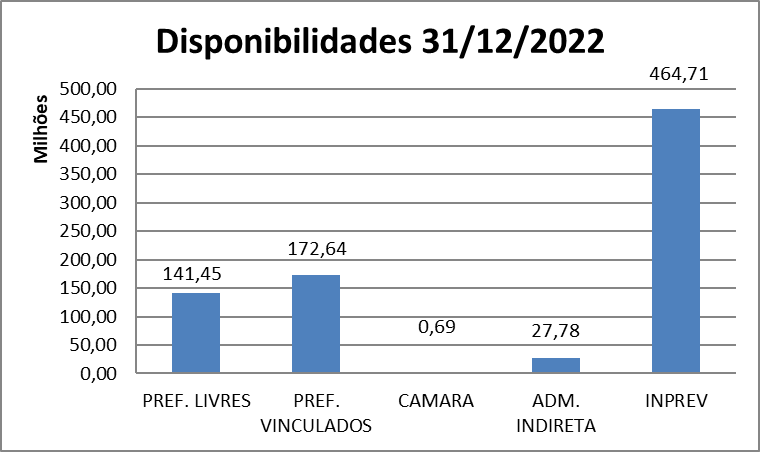 Disponibilidades 31/12/2022
Milhões
500,00
450,00
400,00
350,00
300,00
250,00
200,00
150,00
100,00
50,00
0,00
141,45
172,64
0,69
27,78
464,71
PREF. LIVRES
PREF.
VINCULADOS
CAMARA
ADM.
INDIRETA
INPREV